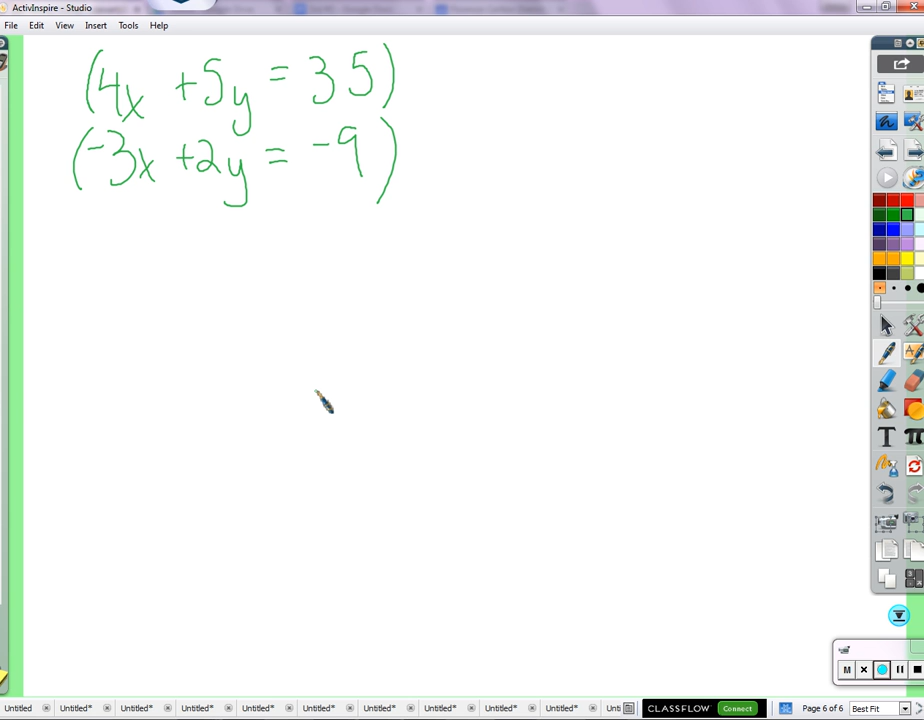 ActivInspire - Studio
File Edit View Insert Tools Help
(4x +5y = 35)
(-3x +2y = -9)
Untitled Untitled* Untitled* Untitled* Untitled* Untitled* Untitled* Untitled* Untitled* Untitled* Unti CLASSFLOW Connect Page 6 of 6 Best Fit